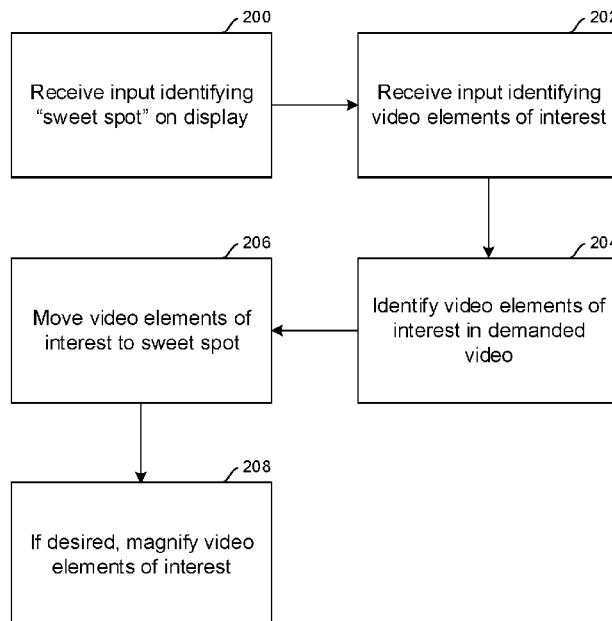 200
Receive input identifying
“sweet spot” on display
202
Receive input identifying
video elements of interest
204
Identify video elements of
interest in demanded
video
206
Move video elements of
interest to sweet spot
208
If desired, magnify video
elements of interest